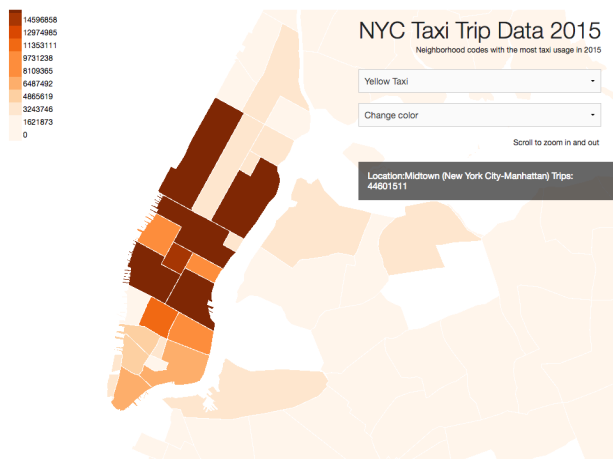 NYC Taxi Trip Data 2015
Neighborhood codes with the most taxi usage in 2015
14596858
12974985
11353111
9731238
8109365
6487492
4865619
3243746
1621873
0
Yellow Taxi
Change color
Scroll to zoom in and out
Location:Midtown (New York City-Manhattan) Trips:
44601511